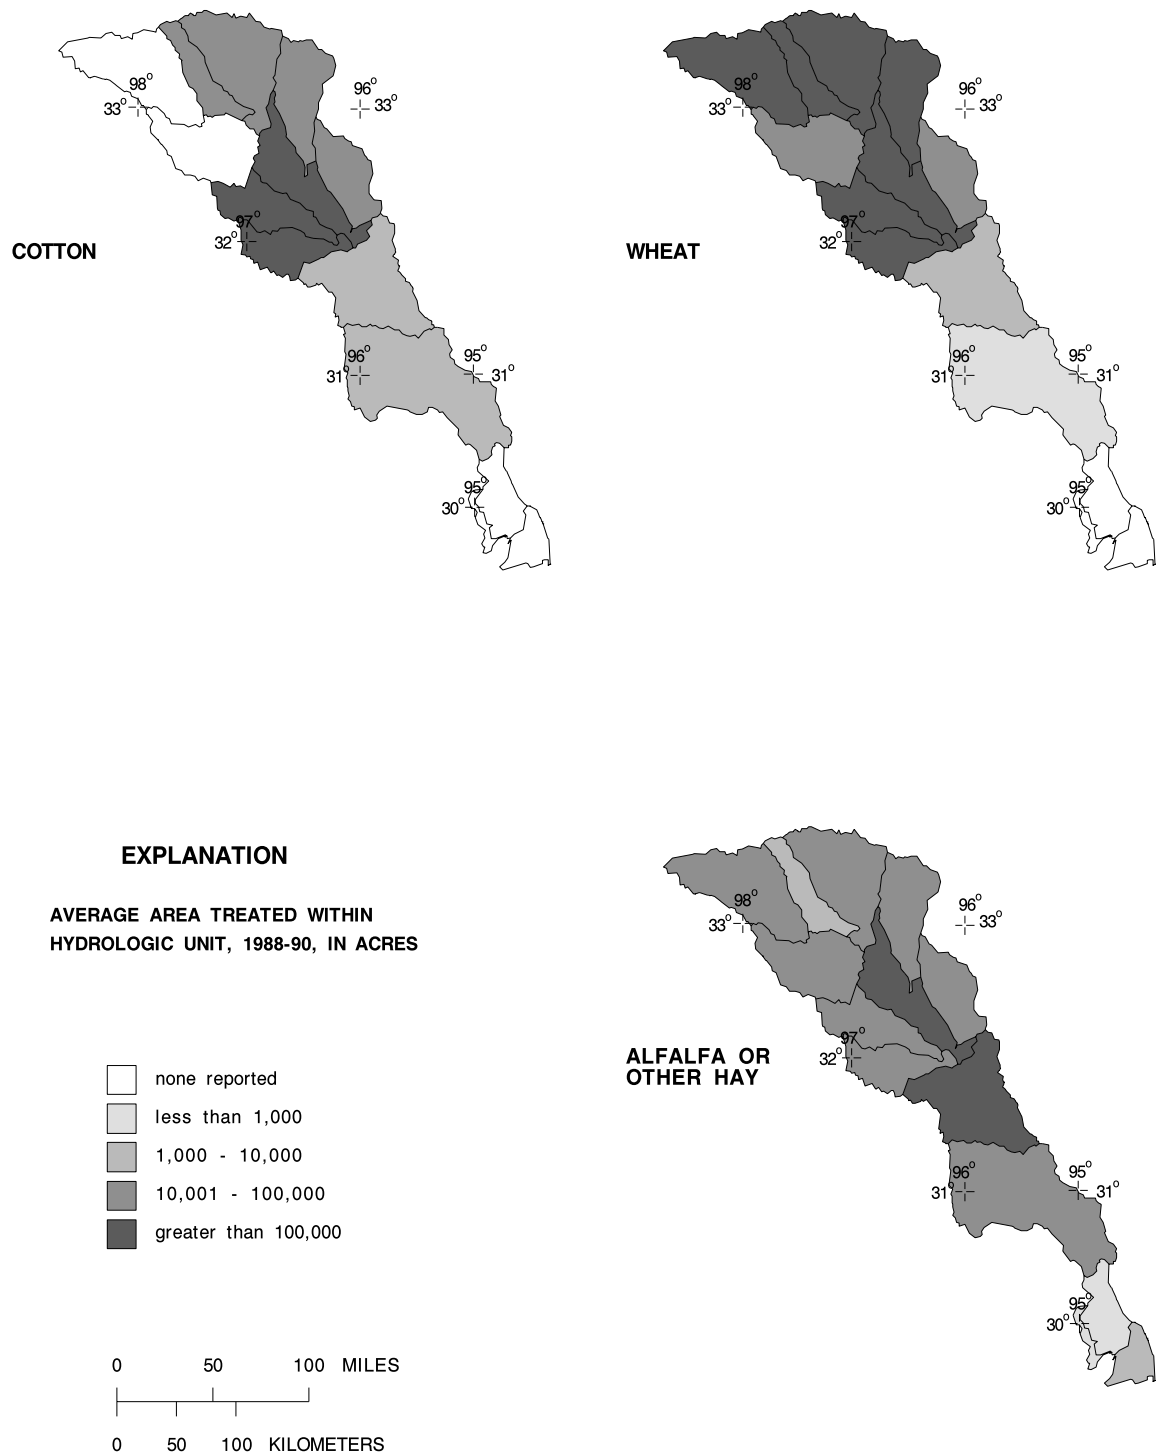 98°
33°
96°
33°
97°
32°
COTTON
96°
31°
95°
31°
95°
30°
98°
33°
96°
33°
97°
32°
WHEAT
96°
31°
95°
31°
95°
30°
EXPLANATION
AVERAGE AREA TREATED WITHIN
HYDROLOGIC UNIT, 1988-90, IN ACRES
none reported
less than 1,000
1,000 - 10,000
10,001 - 100,000
greater than 100,000
0 50 100 MILES
0 50 100 KILOMETERS
98°
33°
96°
33°
97°
32°
ALFALFA OR
OTHER HAY
96°
31°
95°
31°
95°
30°